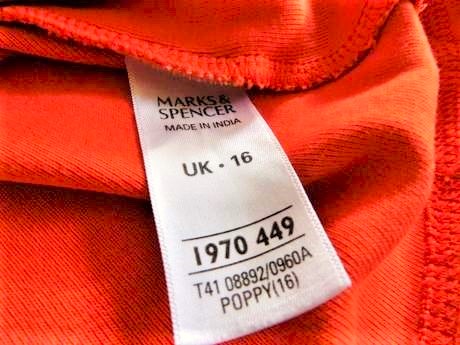 MARKS&
SPENCER
MADE IN INDIA
UK · 16
1970 449
T41 08892/0960A
POPPY(16)